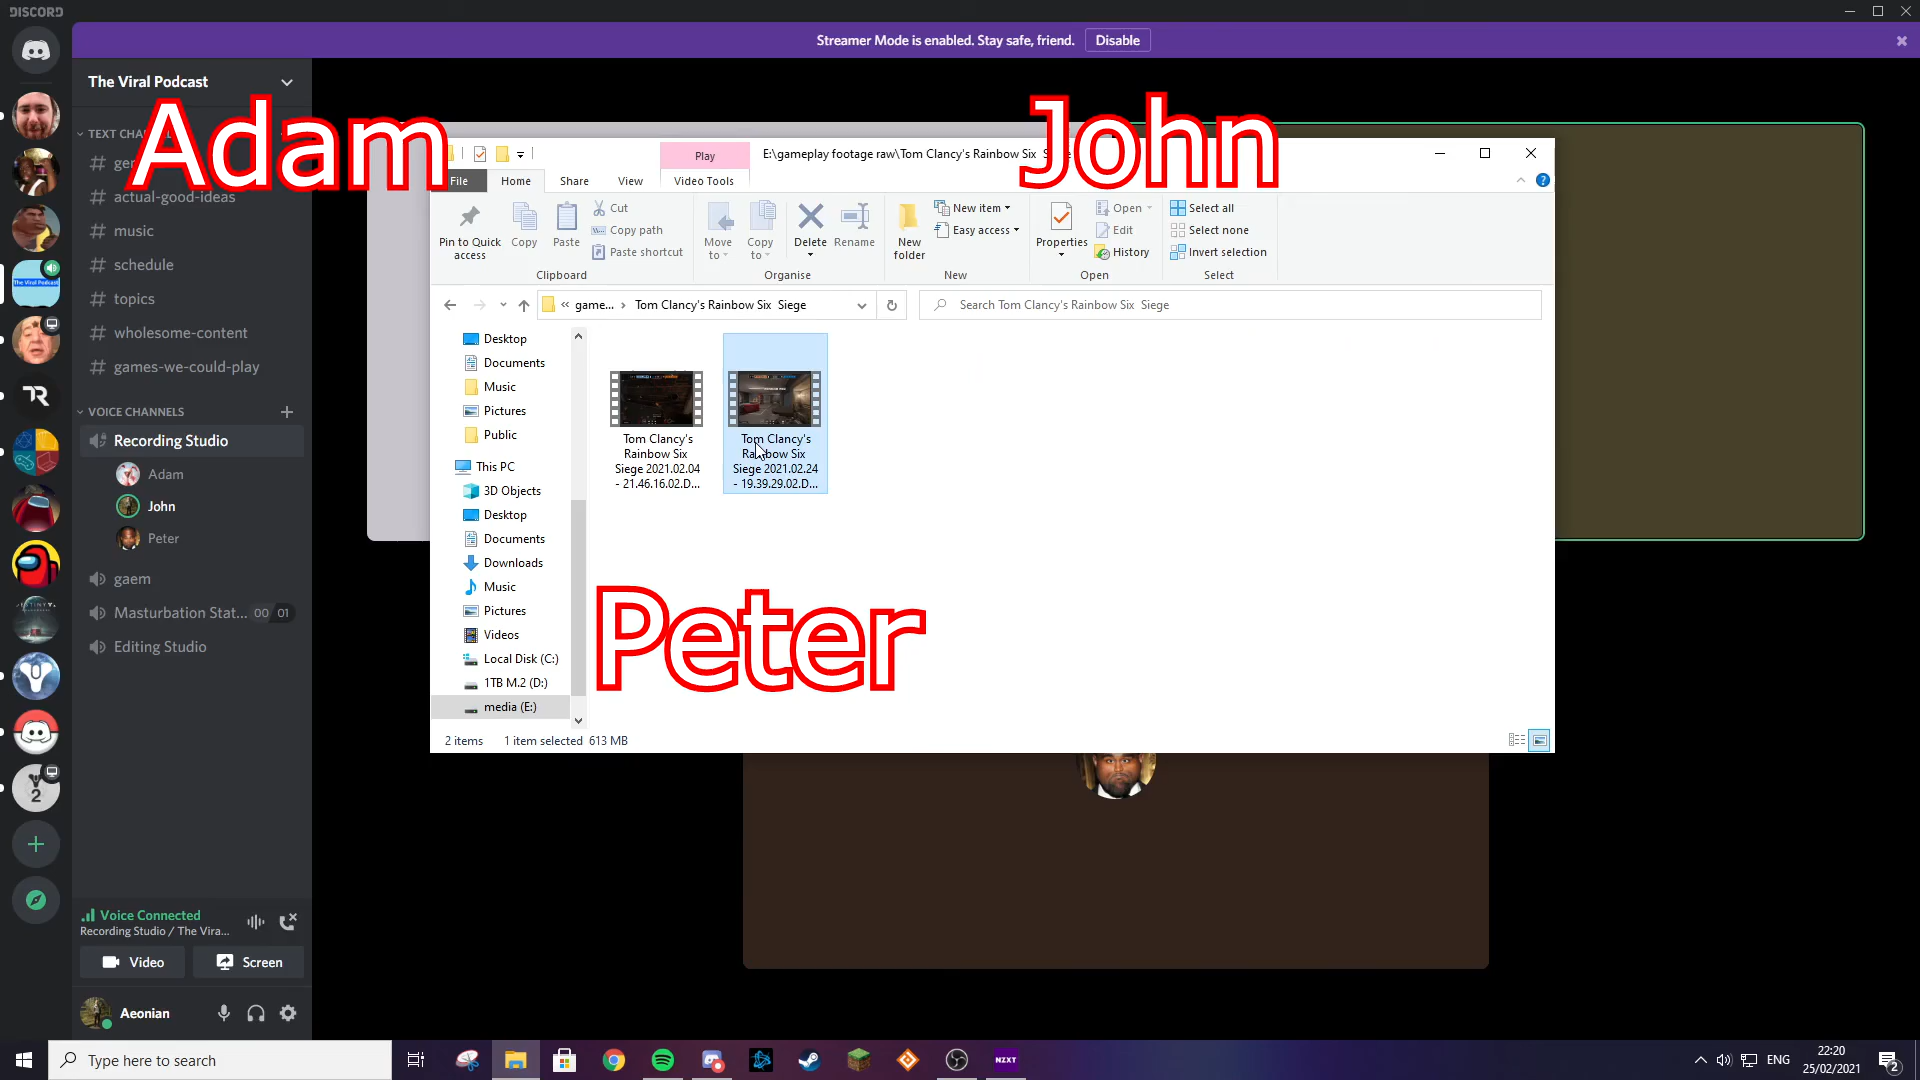 DISCORD
Streamer Mode is enabled. Stay safe, friend.
Disable
The Viral Podcast
TEXT CHA
actual-good-ideas
music
schedule
topics
wholesome-content
games-we-could-play
VOICE CHANNELS
Recording Studio
Adam
John
Peter
gaem
Masturbation Stat... 00 01
Editing Studio
Voice Connected
Recording Studio / The Vira...
Video
Screen
Aeonian
Adam
John
Peter
Play
E:\gameplay footage raw\Tom Clancy's Rainbow Six
File
Home
Share
View
Video Tools
Pin to Quick
access
Copy
Paste
Cut
Copy path
Paste shortcut
Clipboard
Move
to
Copy
to
Delete
Rename
Organise
New
folder
New item
Easy access
New
Properties
Open
Edit
History
Open
Select all
Select none
Invert selection
Select
« game... › Tom Clancy's Rainbow Six Siege
Search Tom Clancy's Rainbow Six Siege
Desktop
Documents
Music
Pictures
Public
This PC
3D Objects
Desktop
Documents
Downloads
Music
Pictures
Videos
Local Disk (C:)
1TB M.2 (D:)
media (E:)
Tom Clancy's
Rainbow Six
Siege 2021.02.04
- 21.46.16.02.D...
Tom Clancy's
Rainbow Six
Siege 2021.02.24
- 19.39.29.02.D...
2 items
1 item selected 613 MB
The Viral Podcast
Type here to search
NZXT
ENG
22:20
25/02/2021
2